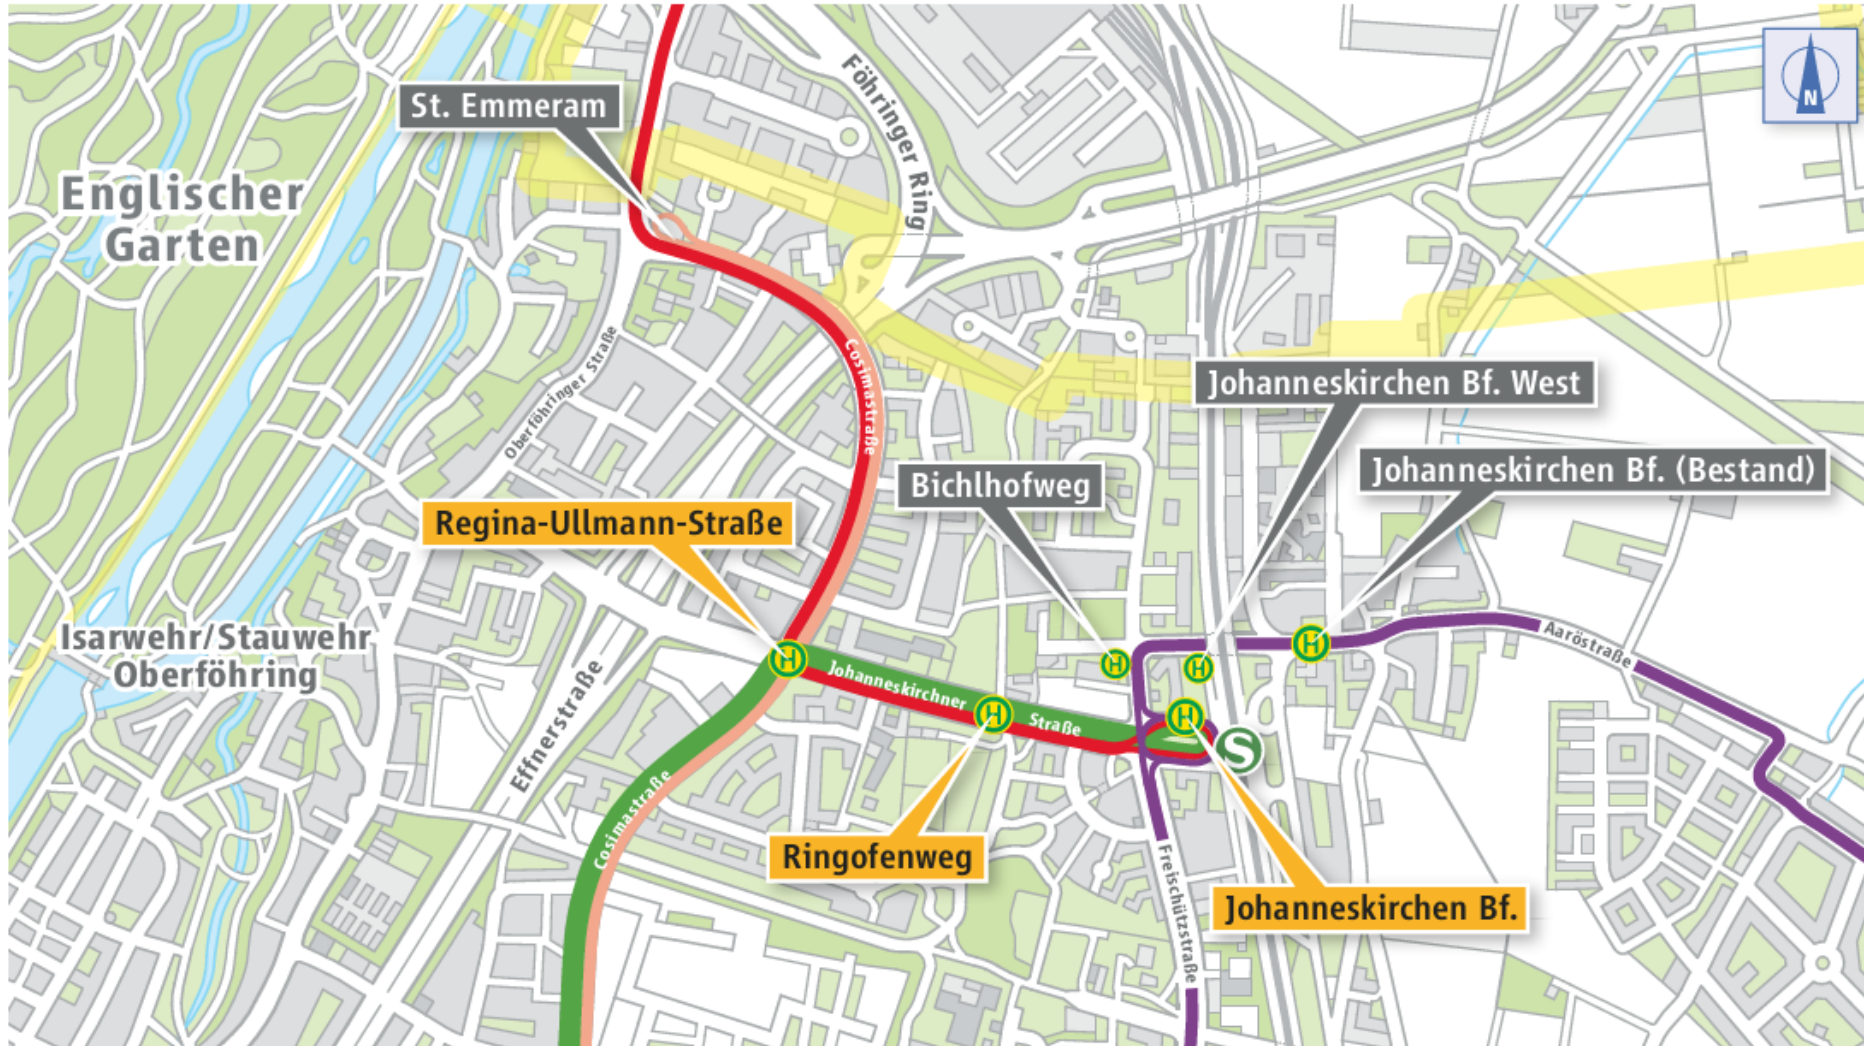 Föhringer Ring
N
St. Emmeram
Englischer
Garten
Oberföhringer Straße
Cosimastraße
Johanneskirchen Bf. West
Johanneskirchen Bf. (Bestand)
Bichlhofweg
Regina-Ullmann-Straße
Isarwehr/Stauwehr
Oberföhring
Aaröstraße
H
H
H
H
H
H
Johanneskirchner Straße
S
Effnerstraße
Cosimastraße
Ringofenweg
Freischützstraße
Johanneskirchen Bf.